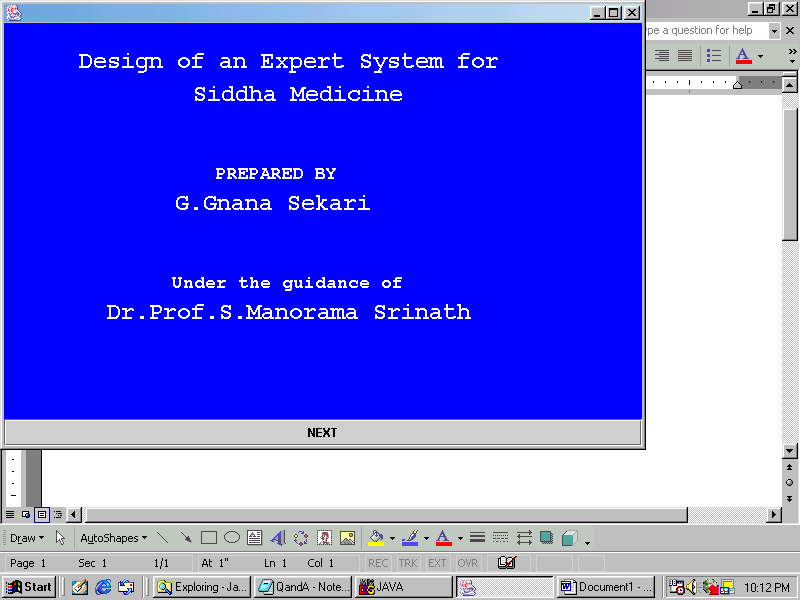 Design of an Expert System for
Siddha Medicine
PREPARED BY
G.Gnana Sekari
Under the guidance of
Dr.Prof.S.Manorama Srinath
NEXT
pe a question for help
Draw
AutoShapes
Page 1 Sec 1 1/1 At 1" Ln 1 Col 1 REC TRK EXT OVR
Start Exploring - Ja... QandA - Note... JAVA Document1 - ... 10:12 PM